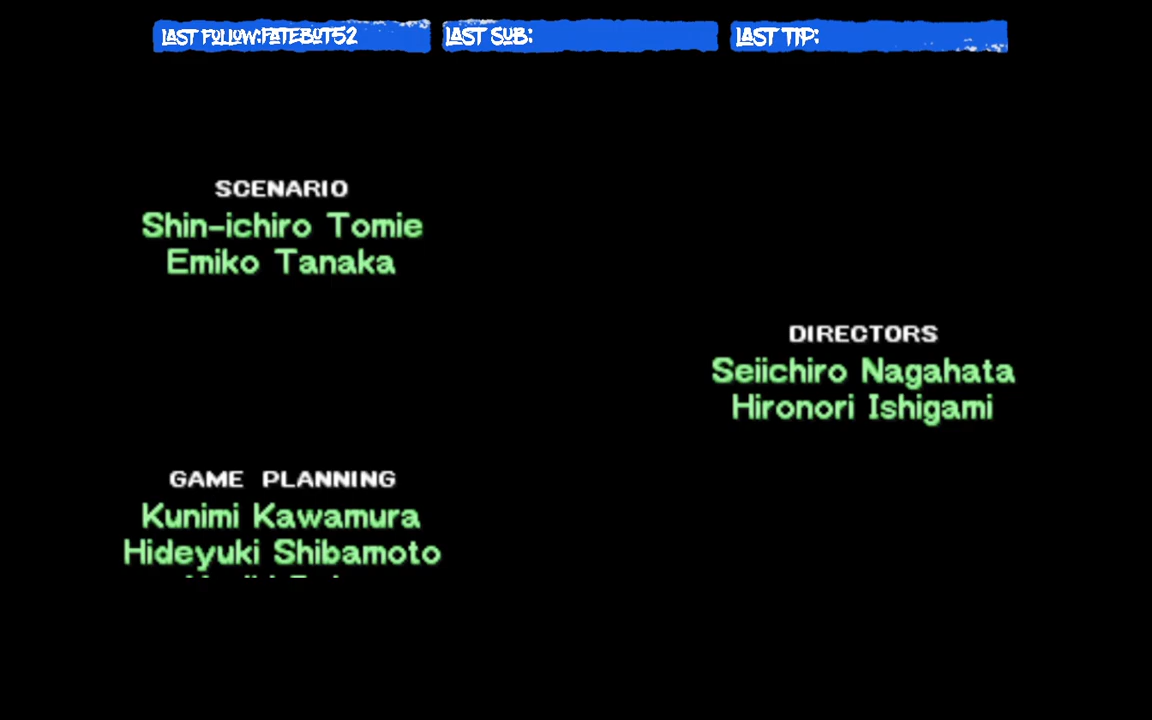 LAST FOLLOW:FATEBOT52
LAST SUB:
LAST TIP:
SCENARIO
Shin-ichiro Tomie
Emiko Tanaka
DIRECTORS
Seiichiro Nagahata
Hironori Ishigami
GAME PLANNING
Kunimi Kawamura
Hideyuki Shibamoto